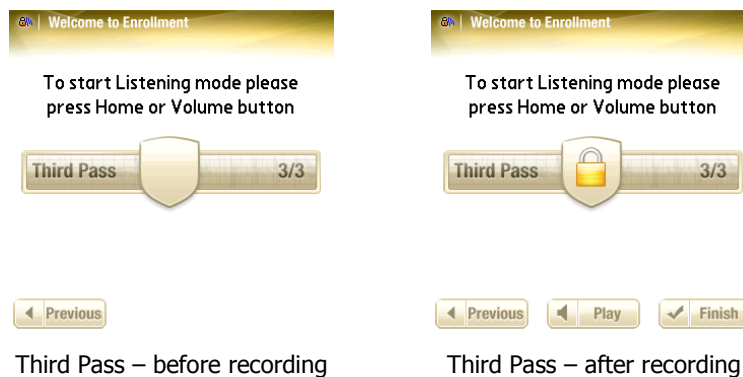 Welcome to Enrollment
To start Listening mode please
press Home or Volume button
Third Pass 3/3
Previous
Third Pass – before recording
Welcome to Enrollment
To start Listening mode please
press Home or Volume button
Third Pass 3/3
Previous Play Finish
Third Pass – after recording